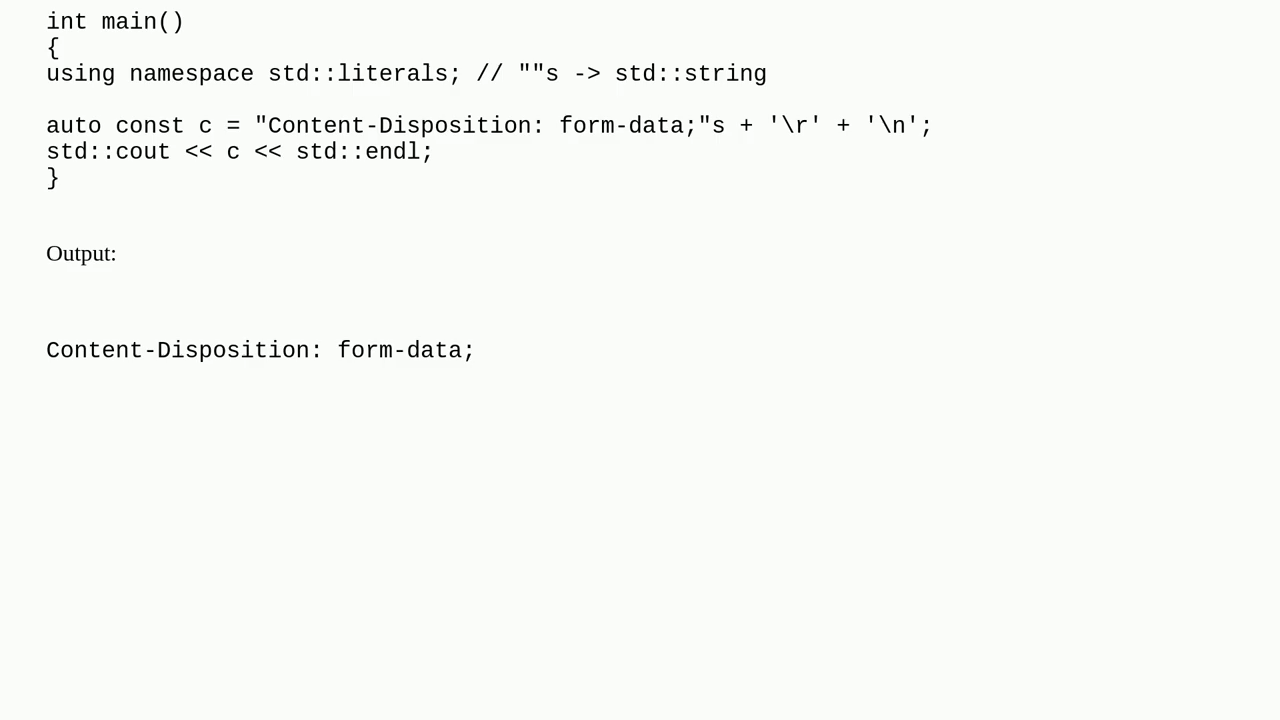 int main()
{
using namespace std::literals; // ""s -> std::string
auto const c = "Content-Disposition: form-data;"s + '\r' + '\n';
std::cout << c << std::endl;
}
Output:
Content-Disposition: form-data;